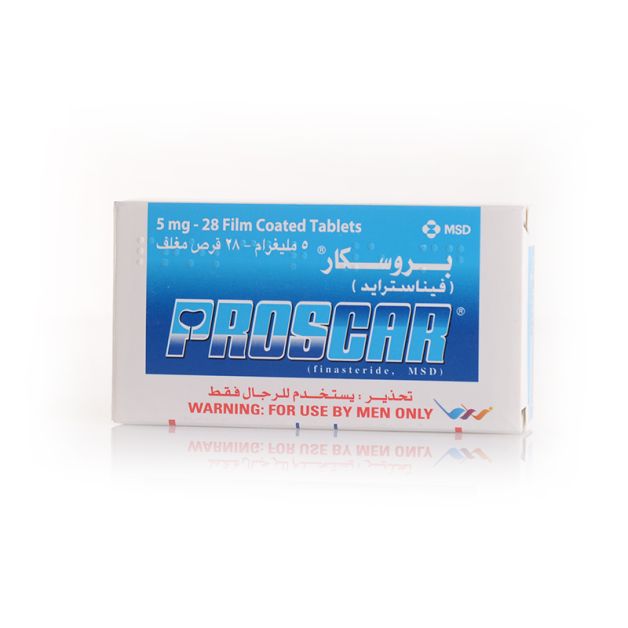 5 mg - 28 Film Coated Tablets
MSD
٥ مليغرام - ٢٨ قرص مغلف
بروسكار®
(فيناسترايد)
PROSCAR®
(finasteride, MSD)
تحذير: يستخدم للرجال فقط
WARNING: FOR USE BY MEN ONLY